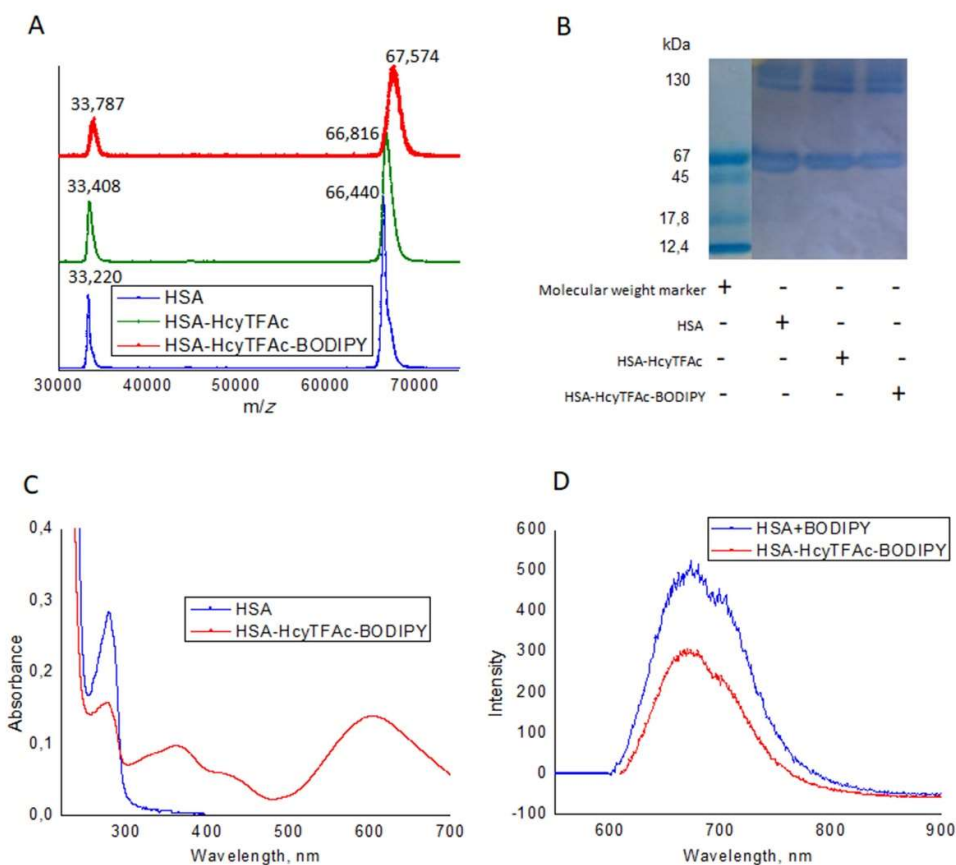 A
67,574
33,787
66,816
33,408
66,440
33,220
HSA
HSA-HcyTFAc
HSA-HcyTFAc-BODIPY
30000 40000 50000 60000 70000
m/z
B
kDa
130
67
45
17,8
12,4
Molecular weight marker + - - -
HSA - + - -
HSA-HcyTFAc - - + -
HSA-HcyTFAc-BODIPY - - - +
C
0,4
0,3
0,2
0,1
0,0
Absorbance
HSA
HSA-HcyTFAc-BODIPY
300 400 500 600 700
Wavelength, nm
D
600
500
400
300
200
100
0
-100
Intensity
HSA+BODIPY
HSA-HcyTFAc-BODIPY
600 700 800 900
Wavelength, nm